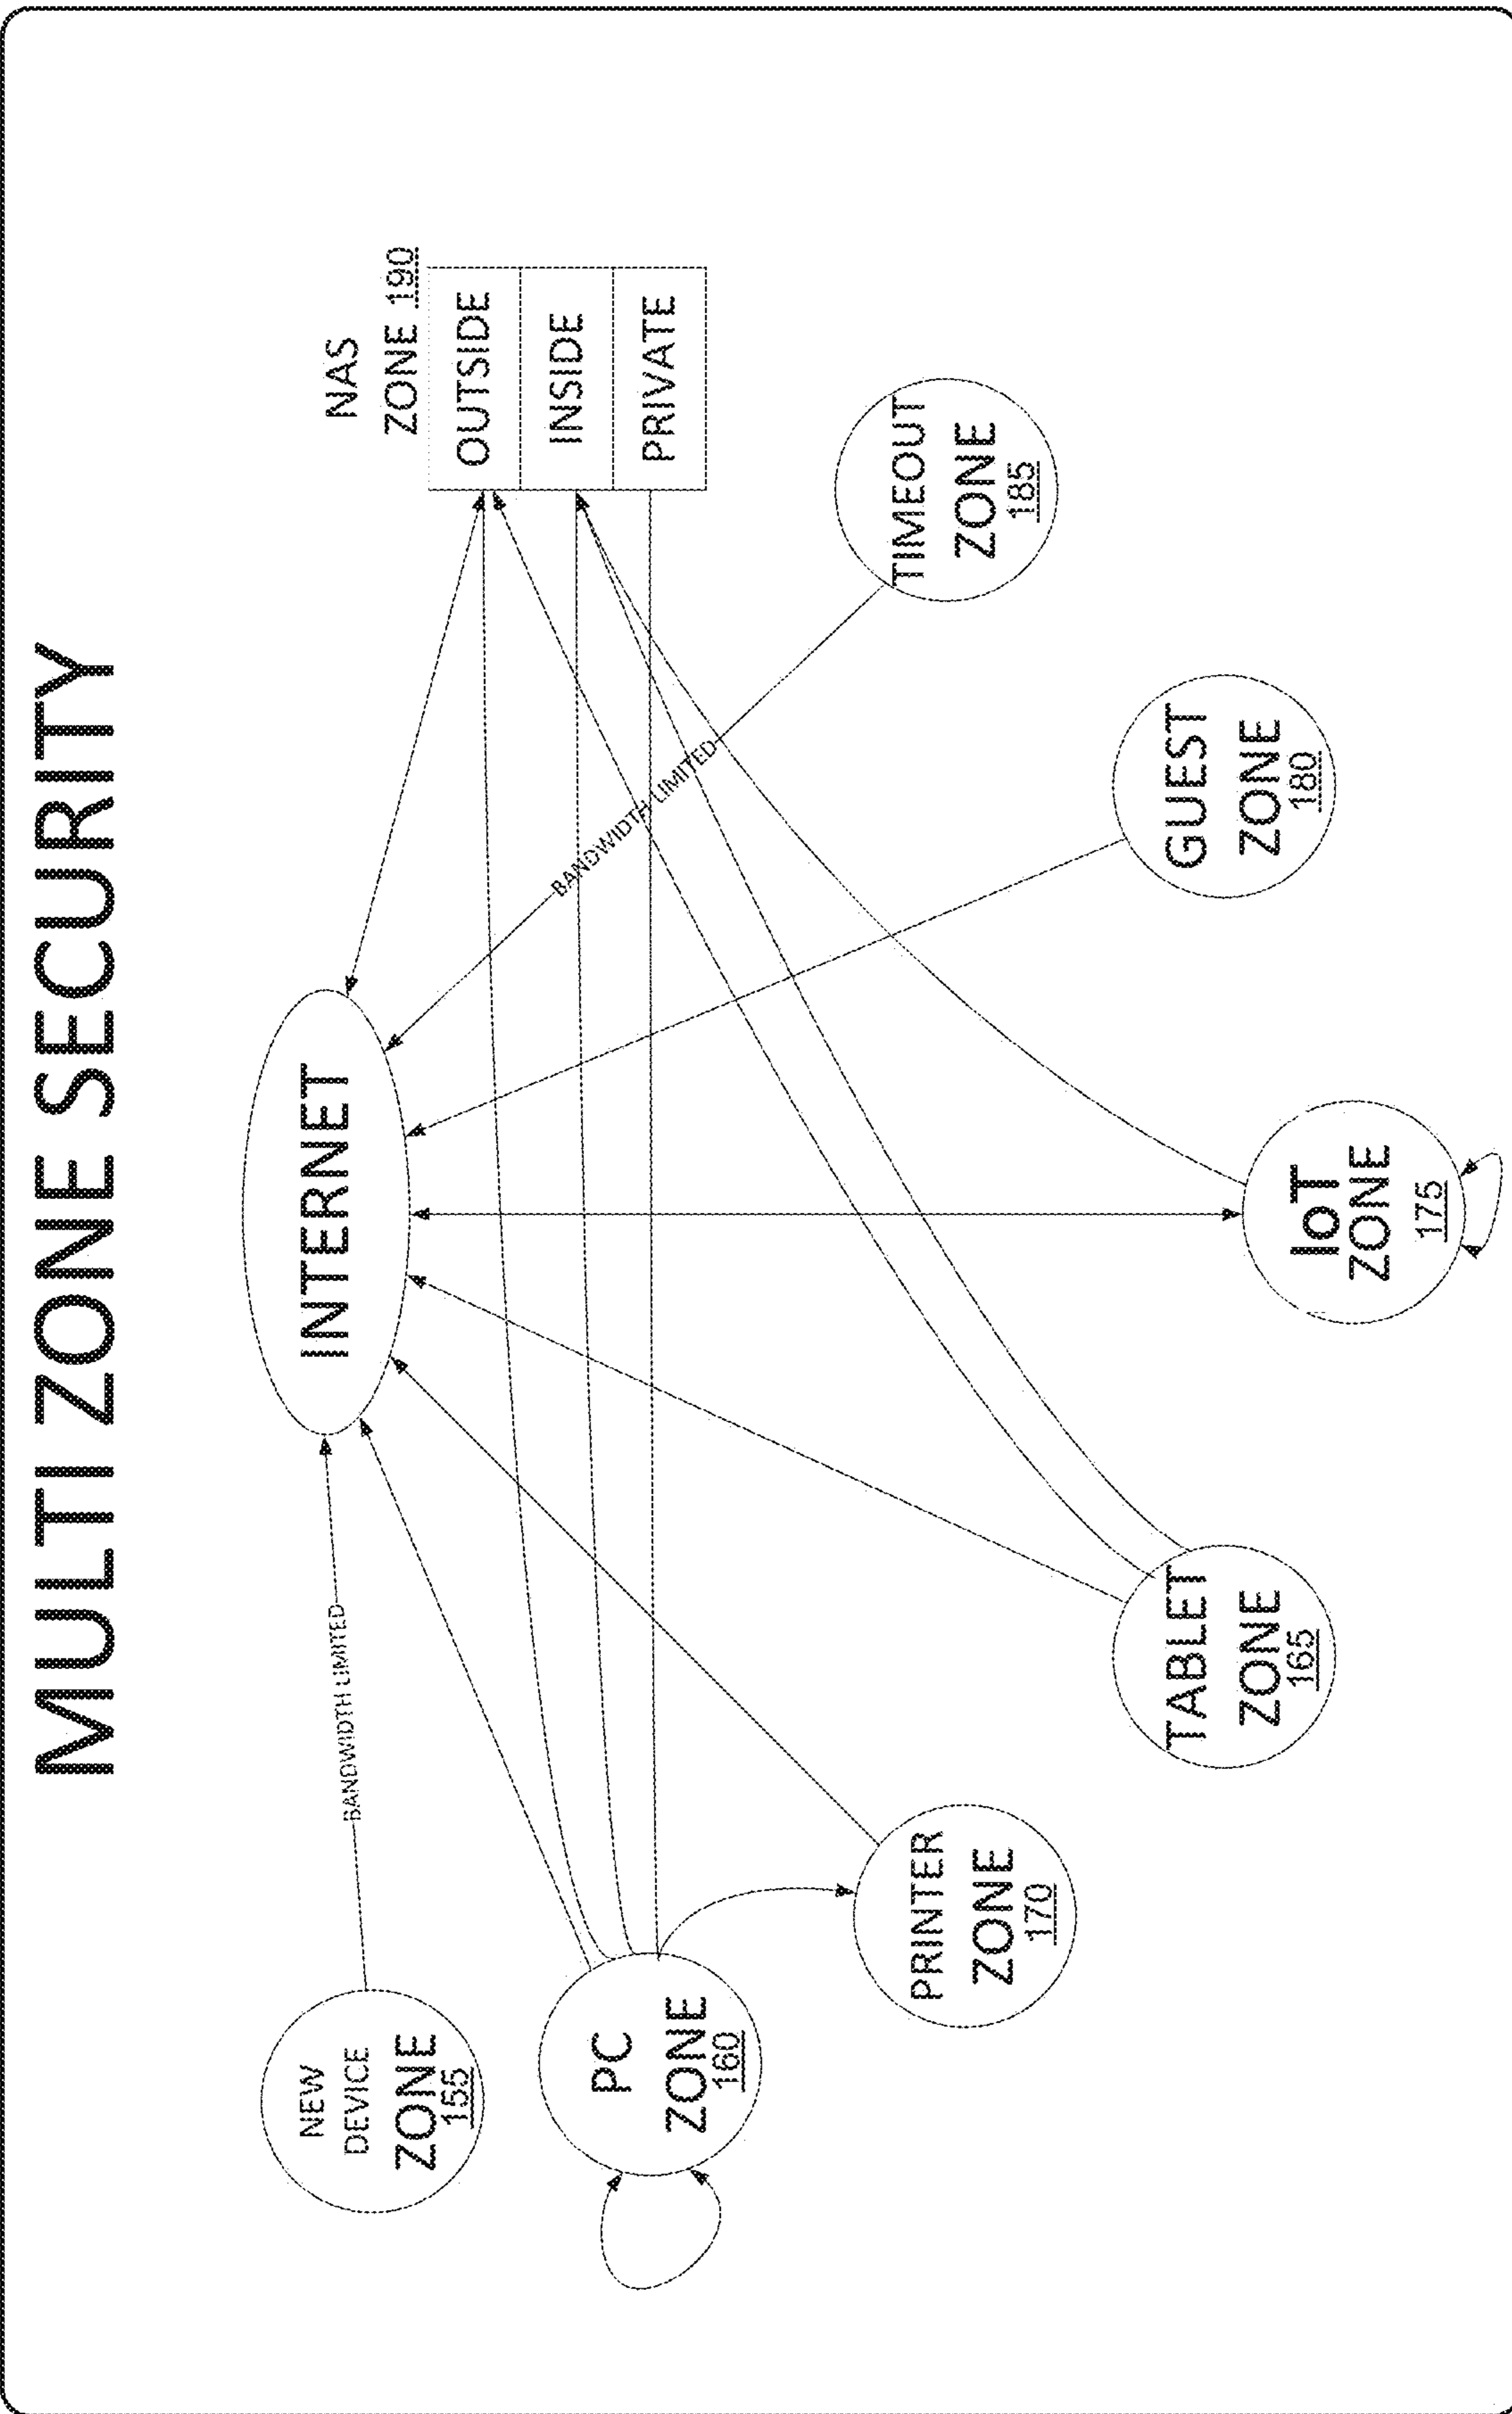 MULTI ZONE SECURITY
INTERNET
NAS
ZONE 190
OUTSIDE
INSIDE
PRIVATE
BANDWIDTH LIMITED
BANDWIDTH LIMITED
NEW
DEVICE
ZONE
155
PC
ZONE
160
PRINTER
ZONE
170
TABLET
ZONE
165
IoT
ZONE
175
GUEST
ZONE
180
TIMEOUT
ZONE
185